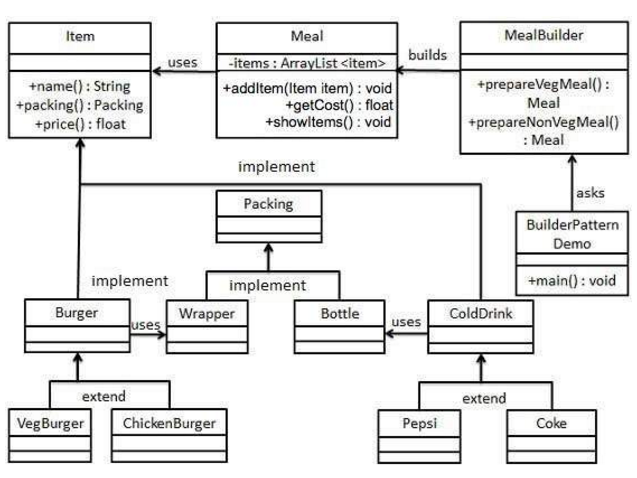 Item
+name() : String
+packing() : Packing
+price() : float
uses
Meal
-items : ArrayList <item>
+addItem(Item item) : void
+getCost() : float
+showItems() : void
builds
MealBuilder
+prepareVegMeal() :
Meal
+prepareNonVegMeal()
: Meal
implement
asks
Packing
BuilderPattern
Demo
+main() : void
implement
implement
Burger
uses
Wrapper
Bottle
uses
ColdDrink
extend
extend
VegBurger
ChickenBurger
Pepsi
Coke